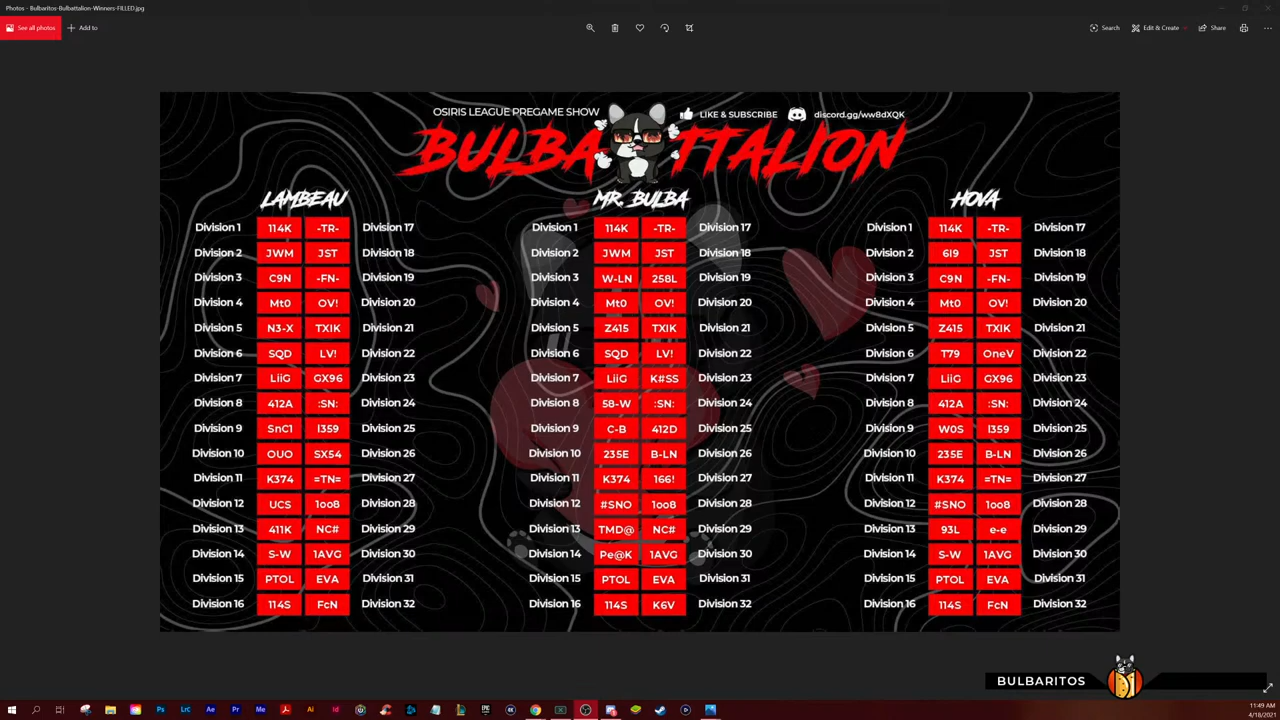 Photos - Bulbaritos-Bulbattalion-Winners-FILLED.jpg
See all photos + Add to Search Edit & Create Share
OSIRIS LEAGUE PREGAME SHOW LIKE & SUBSCRIBE discord.gg/ww8dXQK
BULBA TTALION
LAMBEAU MR. BULBA HOVA
Division 1 114K -TR- Division 17 Division 1 114K -TR- Division 17 Division 1 114K -TR- Division 17
Division 2 JWM JST Division 18 Division 2 JWM JST Division 18 Division 2 6I9 JST Division 18
Division 3 C9N -FN- Division 19 Division 3 W-LN 258L Division 19 Division 3 C9N -FN- Division 19
Division 4 Mt0 OV! Division 20 Division 4 Mt0 OV! Division 20 Division 4 Mt0 OV! Division 20
Division 5 N3-X TXIK Division 21 Division 5 Z415 TXIK Division 21 Division 5 Z415 TXIK Division 21
Division 6 SQD LV! Division 22 Division 6 SQD LV! Division 22 Division 6 T79 OneV Division 22
Division 7 LiiG GX96 Division 23 Division 7 LiiG K#SS Division 23 Division 7 LiiG GX96 Division 23
Division 8 412A :SN: Division 24 Division 8 58-W :SN: Division 24 Division 8 412A :SN: Division 24
Division 9 SnC1 I359 Division 25 Division 9 C-B 412D Division 25 Division 9 W0S I359 Division 25
Division 10 OUO SX54 Division 26 Division 10 235E B-LN Division 26 Division 10 235E B-LN Division 26
Division 11 K374 =TN= Division 27 Division 11 K374 166! Division 27 Division 11 K374 =TN= Division 27
Division 12 UCS 1oo8 Division 28 Division 12 #SNO 1oo8 Division 28 Division 12 #SNO 1oo8 Division 28
Division 13 411K NC# Division 29 Division 13 TMD@ NC# Division 29 Division 13 93L e-e Division 29
Division 14 S-W 1AVG Division 30 Division 14 Pe@K 1AVG Division 30 Division 14 S-W 1AVG Division 30
Division 15 PTOL EVA Division 31 Division 15 PTOL EVA Division 31 Division 15 PTOL EVA Division 31
Division 16 114S FcN Division 32 Division 16 114S K6V Division 32 Division 16 114S FcN Division 32
BULBARITOS
Ps LrC Ae Pr Me Ai
11:49 AM
4/18/2021